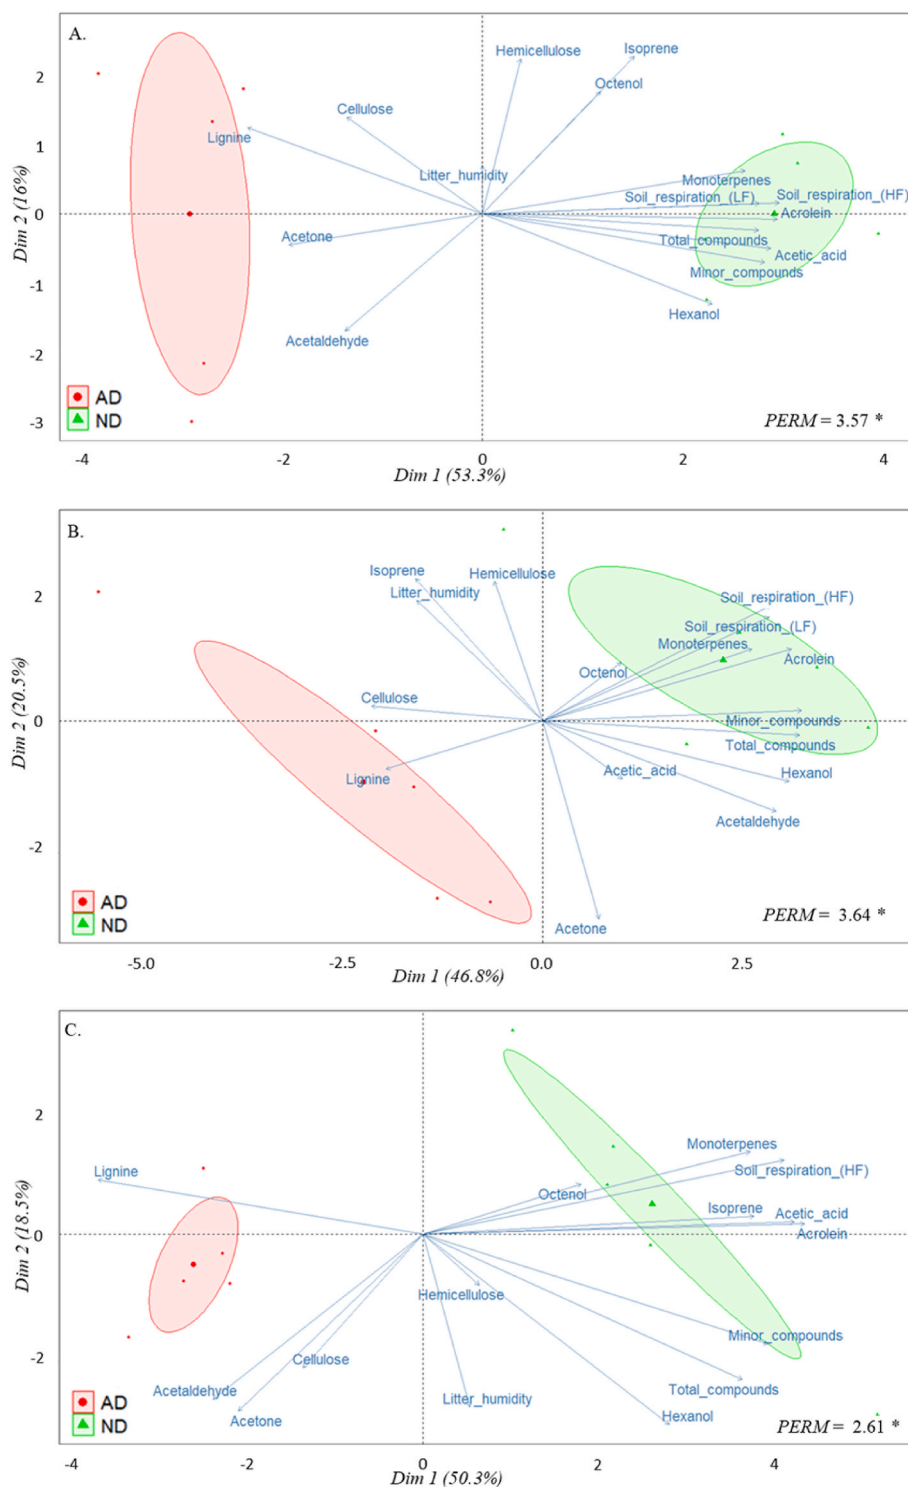 A.
Isoprene
Hemicellulose
Octenol
Cellulose
Lignine
Litter_humidity
Monoterpenes
Soil_respiration_(LF)
Soil_respiration_(HF)
Acrolein
Acetone
Total_compounds
Acetic_acid
Minor_compounds
Hexanol
Acetaldehyde
2
1
0
-1
-2
-3
Dim 2 (16%)
AD
ND
PERM = 3.57 *
-4 -2 0 2 4
Dim 1 (53.3%)
B.
Isoprene
Hemicellulose
Litter_humidity
Soil_respiration_(HF)
Soil_respiration_(LF)
Monoterpenes
Acrolein
Octenol
Cellulose
Minor_compounds
Total_compounds
Lignine
Acetic_acid
Hexanol
Acetaldehyde
Acetone
2
0
-2
Dim 2 (20.5%)
AD
ND
PERM = 3.64 *
-5.0 -2.5 0.0 2.5
Dim 1 (46.8%)
C.
Monoterpenes
Lignine
Soil_respiration_(HF)
Octenol
Isoprene
Acetic_acid
Acrolein
Hemicellulose
Minor_compounds
Cellulose
Acetaldehyde
Total_compounds
Litter_humidity
Acetone
Hexanol
2
0
-2
Dim 2 (18.5%)
AD
ND
PERM = 2.61 *
-4 -2 0 2 4
Dim 1 (50.3%)